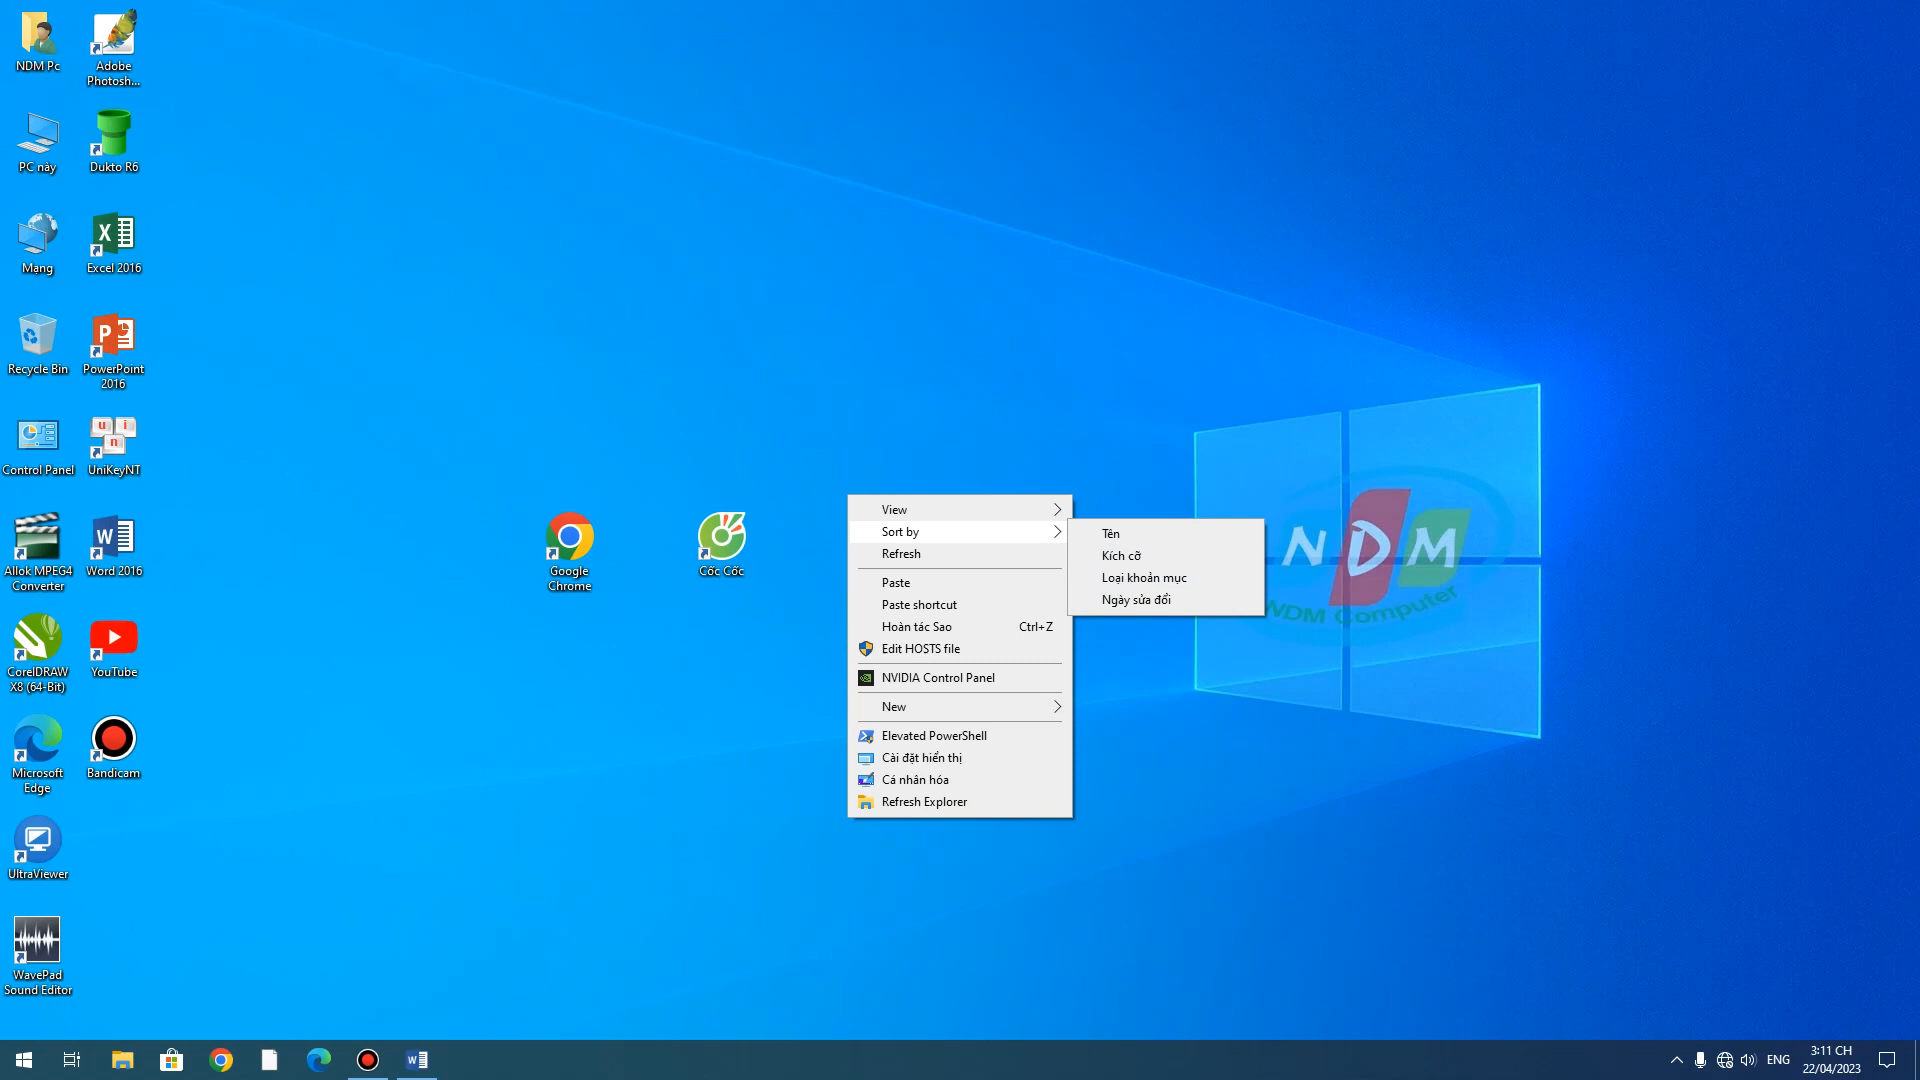 NDM Pc
Adobe
Photosh...
PC này
Dukto R6
Mạng
Excel 2016
Recycle Bin
PowerPoint
2016
Control Panel
UniKeyNT
Allok MPEG4
Converter
Word 2016
CorelDRAW
X8 (64-Bit)
YouTube
Microsoft
Edge
Bandicam
UltraViewer
WavePad
Sound Editor
Google
Chrome
Cốc Cốc
View
Sort by
Refresh
Paste
Paste shortcut
Hoàn tác Sao Ctrl+Z
Edit HOSTS file
NVIDIA Control Panel
New
Elevated PowerShell
Cài đặt hiển thị
Cá nhân hóa
Refresh Explorer
Tên
Kích cỡ
Loại khoản mục
Ngày sửa đổi
NDM
NDM Computer
ENG
3:11 CH
22/04/2023